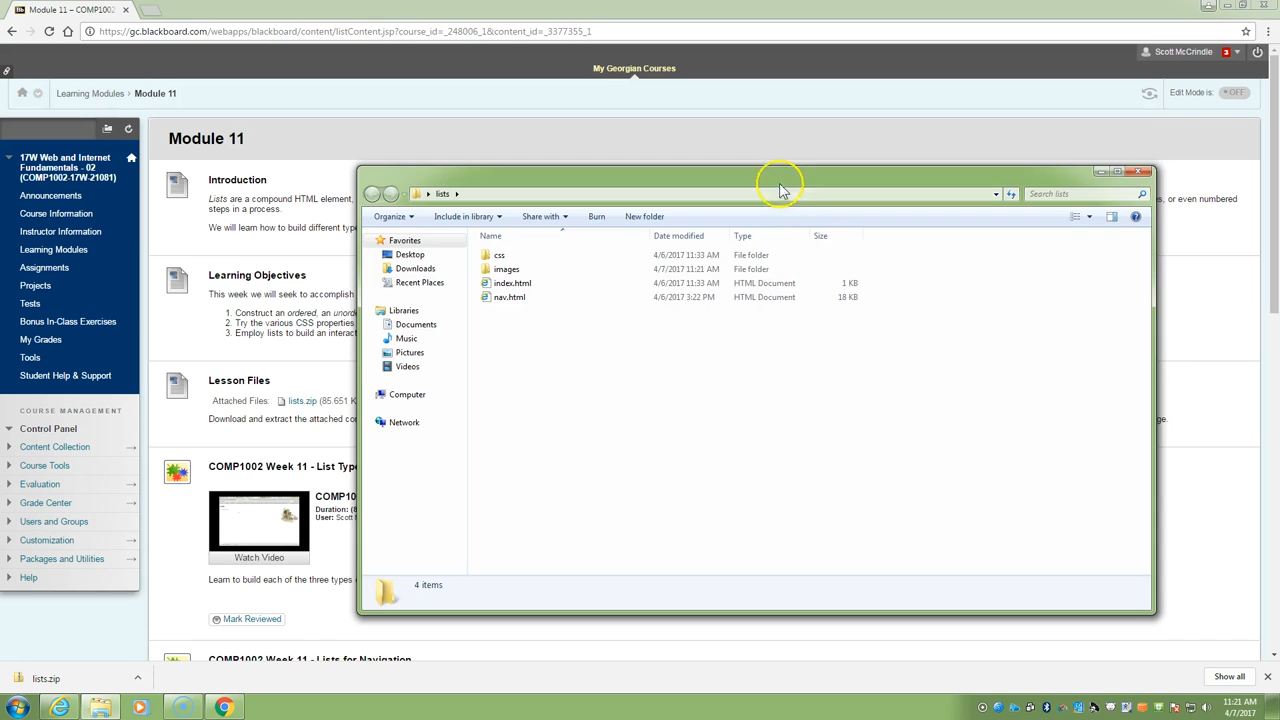 Module 11 – COMP1002
https://gc.blackboard.com/webapps/blackboard/content/listContent.jsp?course_id=_248006_1&content_id=_3377355_1
Scott McCrindle 3
My Georgian Courses
Learning Modules > Module 11
Edit Mode is: OFF
17W Web and Internet
Fundamentals - 02
(COMP1002-17W-21081)
Announcements
Course Information
Instructor Information
Learning Modules
Assignments
Projects
Tests
Bonus In-Class Exercises
My Grades
Tools
Student Help & Support
COURSE MANAGEMENT
Control Panel
Content Collection
Course Tools
Evaluation
Grade Center
Users and Groups
Customization
Packages and Utilities
Help
Module 11
Introduction
Lists are a compound HTML element,
or even numbered
steps in a process.
We will learn how to build different
Learning Objectives
This week we will seek to accomplish
1. Construct an ordered, an
2. Try the various CSS properties
3. Employ lists to build an
Lesson Files
Attached Files: lists.zip (85.651
Download and extract the attached
COMP1002 Week 11 - List
Duration:
User: Scott
Watch Video
Learn to build each of the three types
Mark Reviewed
COMP1002 Week 11 - Lists for Navigation
lists
Search lists
Organize
Include in library
Share with
Burn
New folder
Favorites
Desktop
Downloads
Recent Places
Libraries
Documents
Music
Pictures
Videos
Computer
Network
Name Date modified Type Size
css 4/6/2017 11:33 AM File folder
images 4/7/2017 11:21 AM File folder
index.html 4/6/2017 11:33 AM HTML Document 1 KB
nav.html 4/6/2017 3:22 PM HTML Document 18 KB
4 items
lists.zip
Show all
11:21 AM
4/7/2017